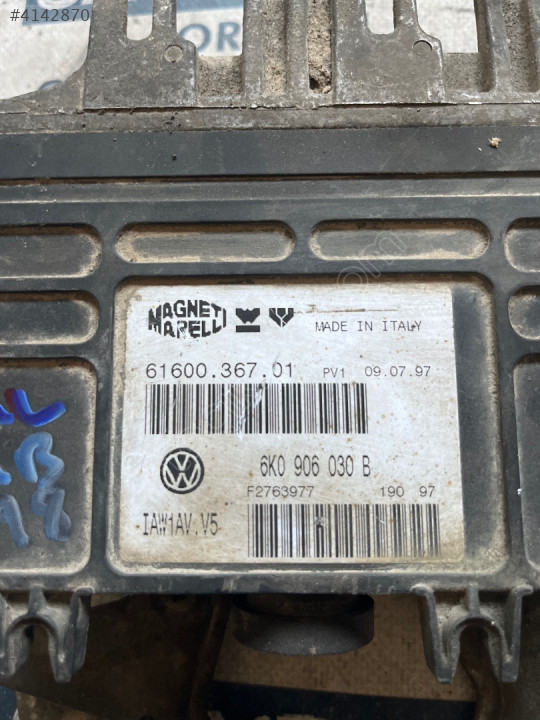 #4142870
MAGNETI MARELLI MADE IN ITALY
61600.367.01 PV1 09.07.97
6K0 906 030 B
F2763977 190 97
IAW1AV.V5